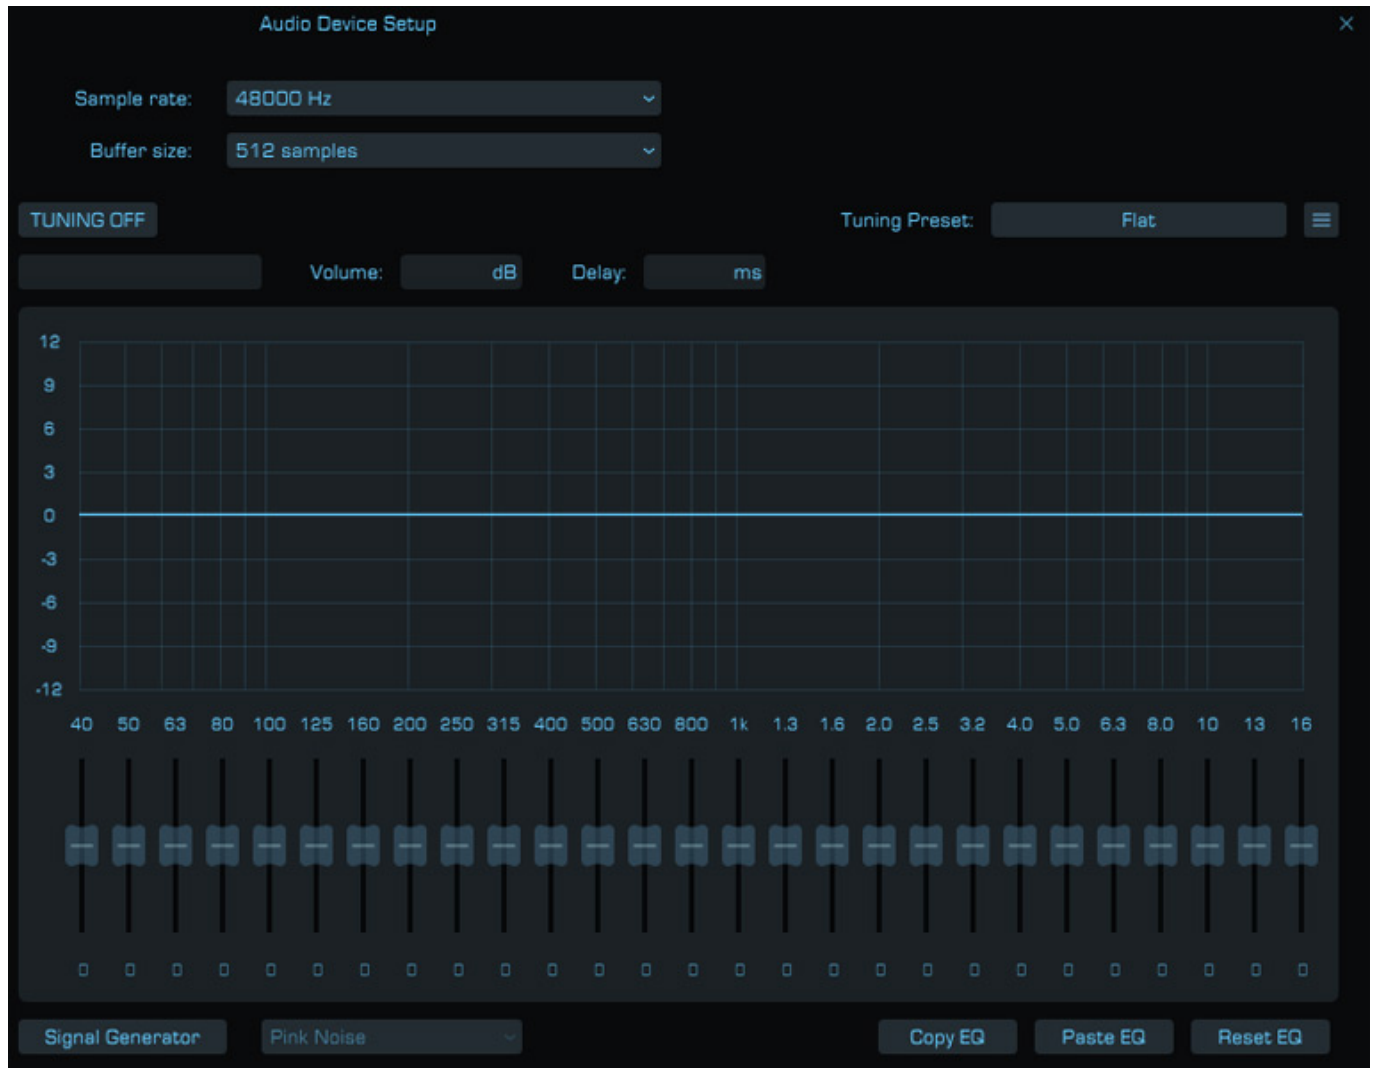 Audio Device Setup
Sample rate: 48000 Hz
Buffer size: 512 samples
TUNING OFF Tuning Preset: Flat
Volume: dB Delay: ms
12
9
6
3
0
-3
-6
-9
-12
40 50 63 80 100 125 160 200 250 315 400 500 630 800 1k 1.3 1.6 2.0 2.5 3.2 4.0 5.0 6.3 8.0 10 13 16
0 0 0 0 0 0 0 0 0 0 0 0 0 0 0 0 0 0 0 0 0 0 0 0 0 0 0
Signal Generator Pink Noise Copy EQ Paste EQ Reset EQ